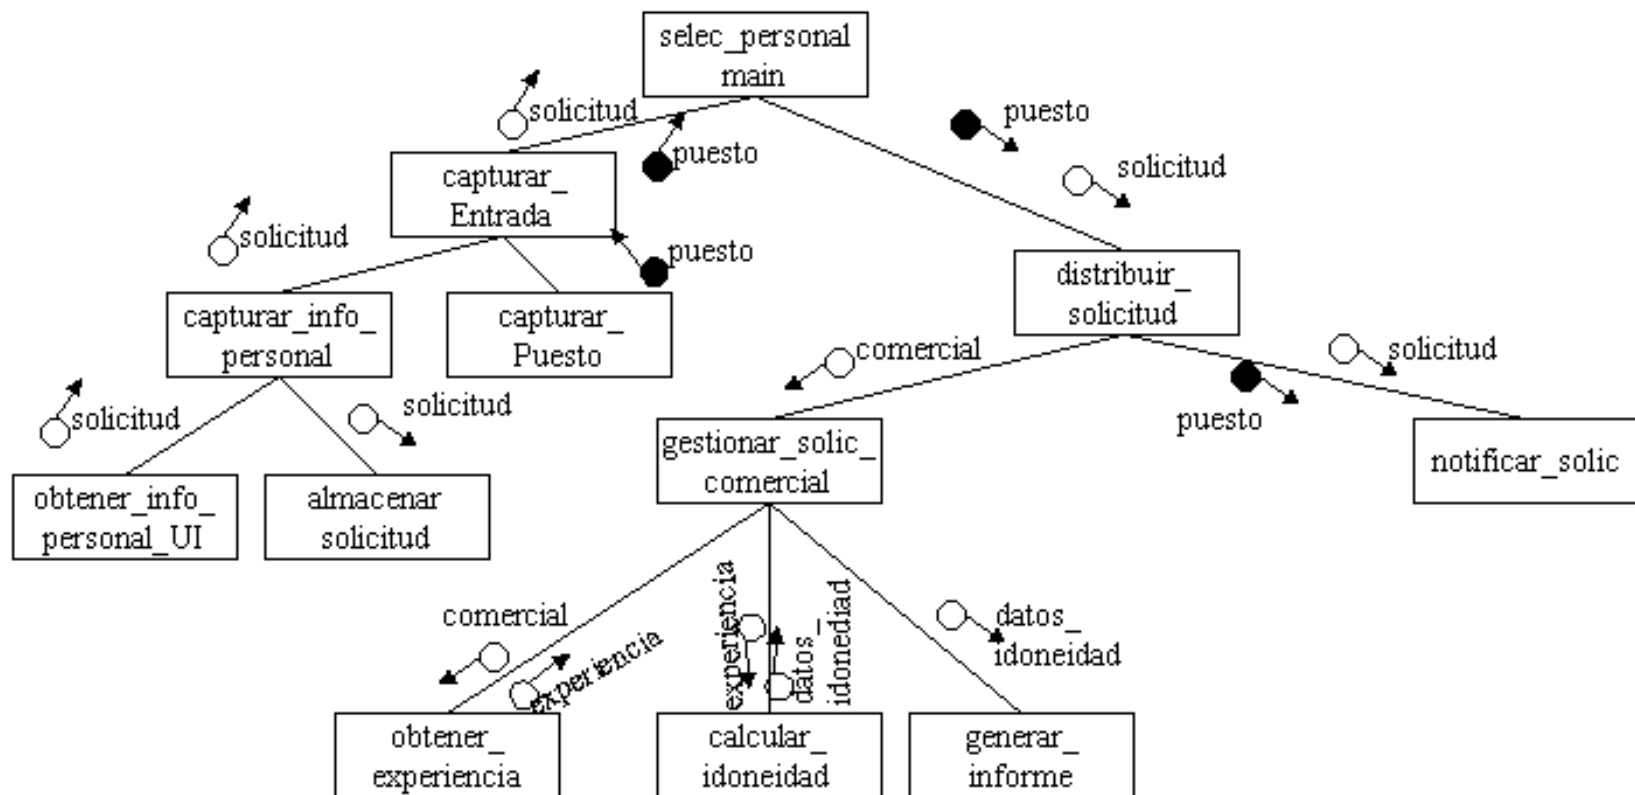 selec_personal
main
solicitud
puesto
puesto
solicitud
capturar_
Entrada
solicitud
puesto
distribuir_
solicitud
capturar_info_
personal
capturar_
Puesto
comercial
solicitud
puesto
solicitud
solicitud
gestionar_solic_
comercial
notificar_solic
obtener_info_
personal_UI
almacenar
solicitud
comercial
experiencia
experiencia
datos_
idonediad
datos_
idoneidad
obtener_
experiencia
calcular_
idoneidad
generar_
informe